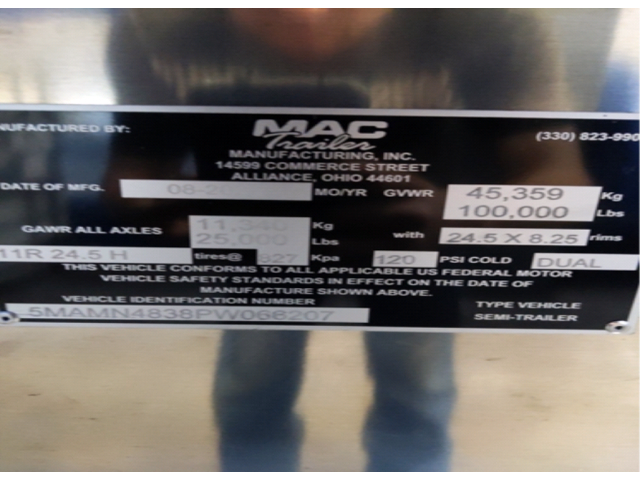 NUFACTURED BY:
MAC
Trailer
(330) 823-990
MANUFACTURING, INC.
14599 COMMERCE STREET
ALLIANCE, OHIO 44601
DATE OF MFG. MO/YR GVWR 45,359 Kg
100,000 Lbs
GAWR ALL AXLES 11,340 Kg
25,000 Lbs with 24.5 X 8.25 rims
11R 24.5 H tires@ 827 Kpa 120 PSI COLD DUAL
THIS VEHICLE CONFORMS TO ALL APPLICABLE US FEDERAL MOTOR
VEHICLE SAFETY STANDARDS IN EFFECT ON THE DATE OF
MANUFACTURE SHOWN ABOVE.
VEHICLE IDENTIFICATION NUMBER TYPE VEHICLE
5MAMN4838PW068207 SEMI-TRAILER